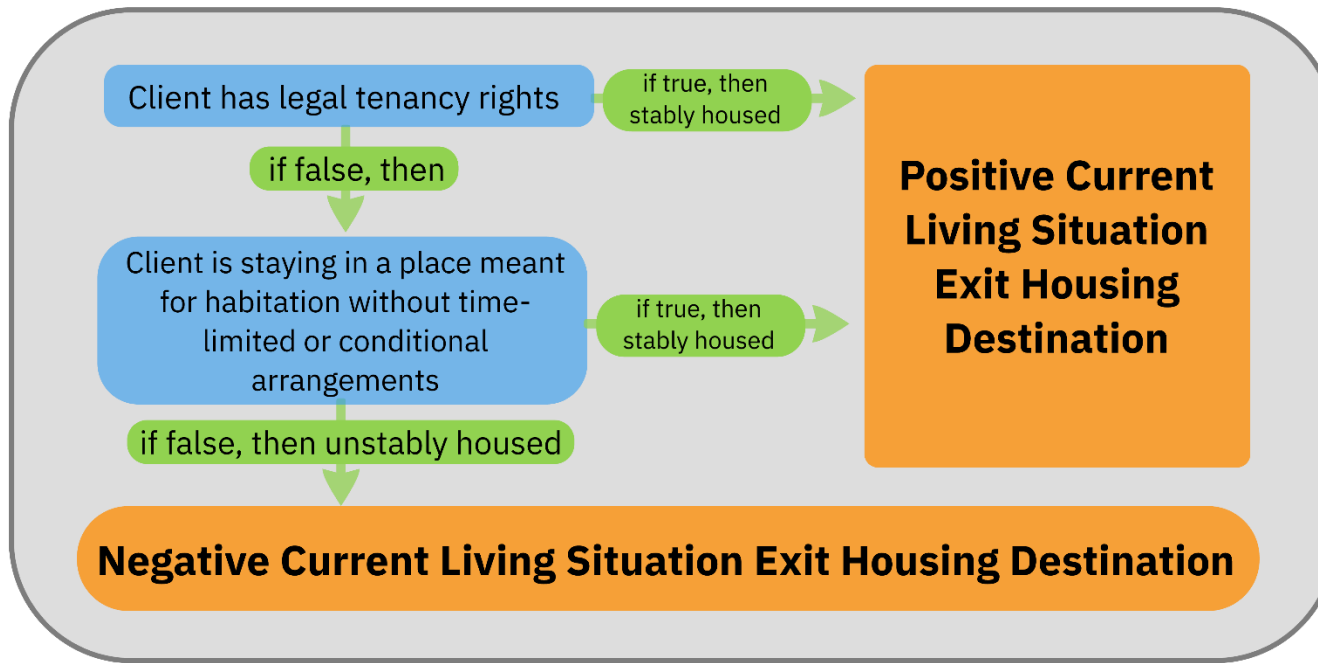 Client has legal tenancy rights
if true, then
stably housed
if false, then
Positive Current
Living Situation
Exit Housing
Destination
Client is staying in a place meant
for habitation without time-
limited or conditional
arrangements
if true, then
stably housed
if false, then unstably housed
Negative Current Living Situation Exit Housing Destination